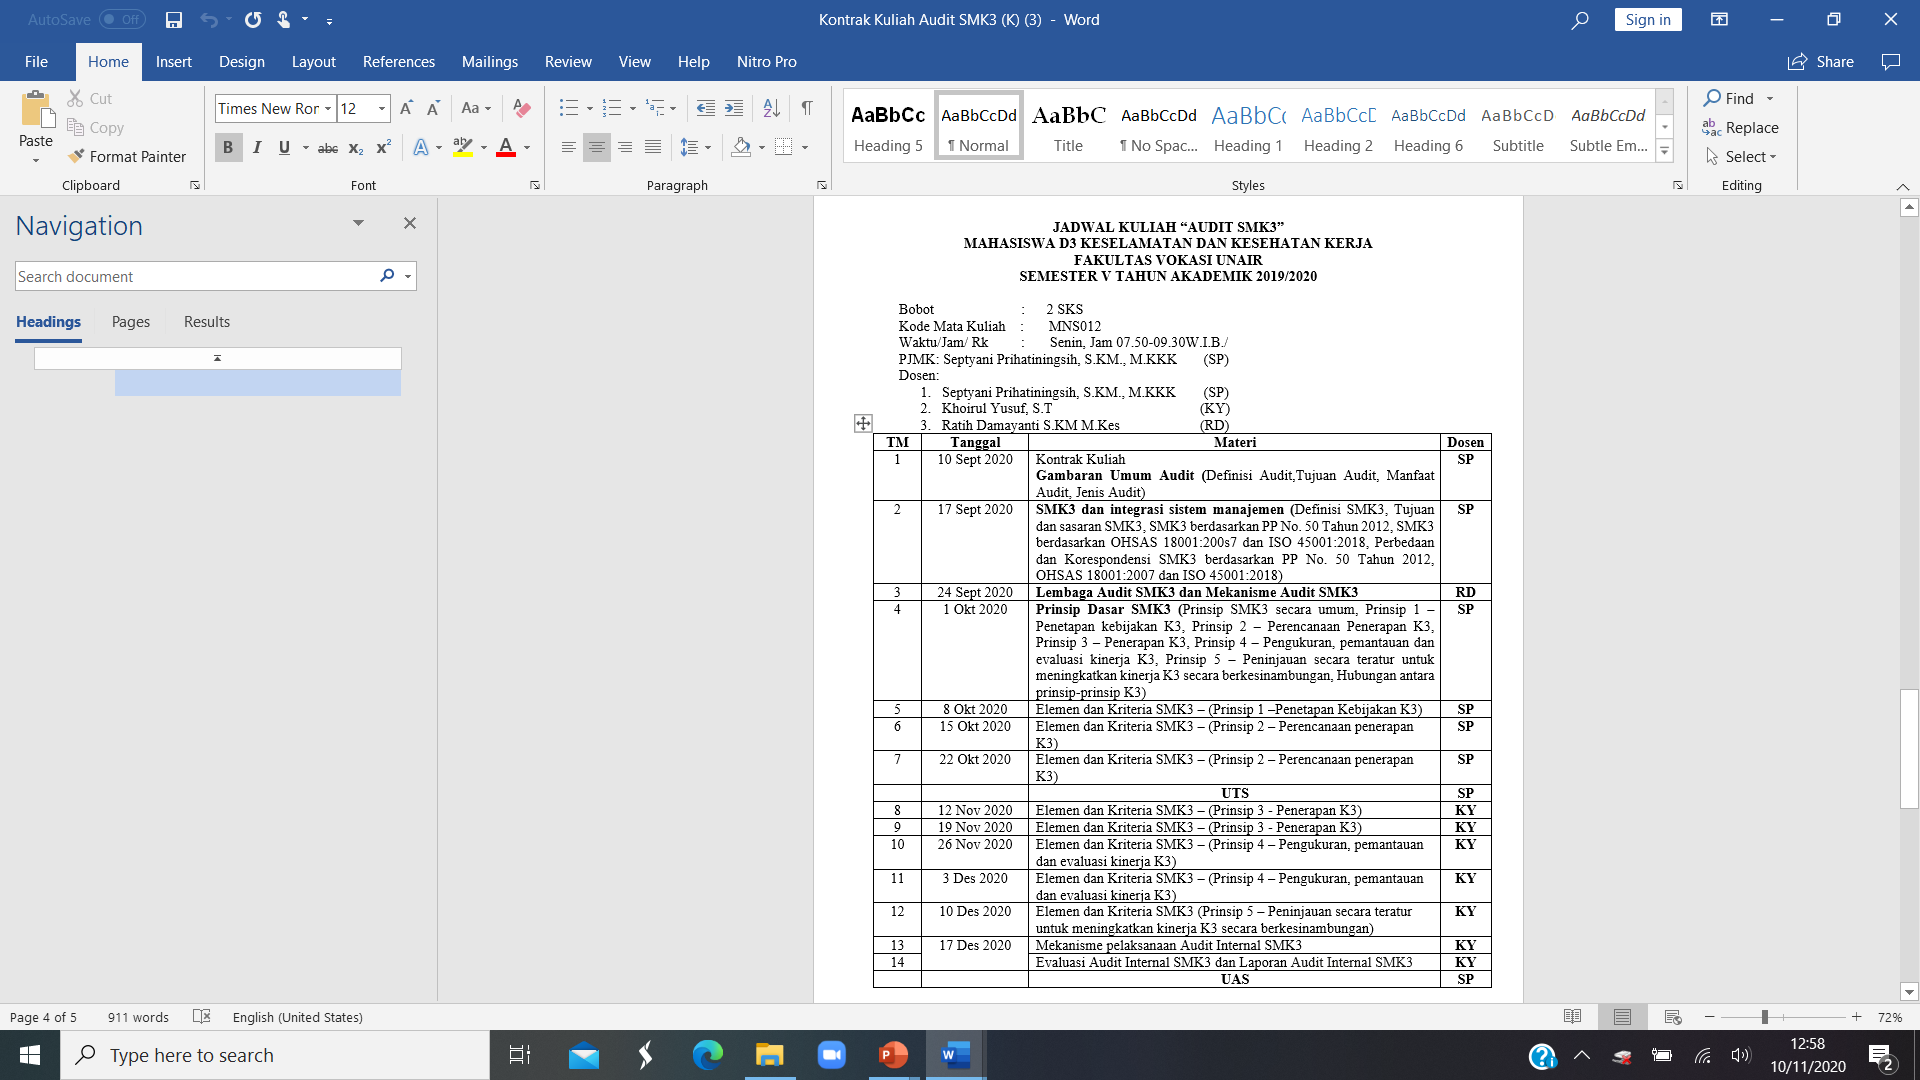 AutoSave Off
Kontrak Kuliah Audit SMK3 (K) (3) - Word
Sign in
File Home Insert Design Layout References Mailings Review View Help Nitro Pro
Share
Paste
Cut
Copy
Format Painter
Clipboard
Times New Ror 12
Aa
B I U abc x₂ x²
Font
Paragraph
AaBbCc AaBbCcDd AaBbC AaBbCcDd AaBbCc AaBbCcC AaBbCcDd AaBbCcD AaBbCcDd
Heading 5 ¶ Normal Title ¶ No Spac... Heading 1 Heading 2 Heading 6 Subtitle Subtle Em...
Styles
Find
Replace
Select
Editing
Navigation
Search document
Headings Pages Results
JADWAL KULIAH “AUDIT SMK3”
MAHASISWA D3 KESELAMATAN DAN KESEHATAN KERJA
FAKULTAS VOKASI UNAIR
SEMESTER V TAHUN AKADEMIK 2019/2020
Bobot : 2 SKS
Kode Mata Kuliah : MNS012
Waktu/Jam/ Rk : Senin, Jam 07.50-09.30W.I.B./
PJMK: Septyani Prihatiningsih, S.KM., M.KKK (SP)
Dosen:
1. Septyani Prihatiningsih, S.KM., M.KKK (SP)
2. Khoirul Yusuf, S.T (KY)
3. Ratih Damayanti S.KM M.Kes (RD)
TM Tanggal Materi Dosen
1 10 Sept 2020 Kontrak Kuliah SP
Gambaran Umum Audit (Definisi Audit,Tujuan Audit, Manfaat
Audit, Jenis Audit)
2 17 Sept 2020 SMK3 dan integrasi sistem manajemen (Definisi SMK3, Tujuan SP
dan sasaran SMK3, SMK3 berdasarkan PP No. 50 Tahun 2012, SMK3
berdasarkan OHSAS 18001:200s7 dan ISO 45001:2018, Perbedaan
dan Korespondensi SMK3 berdasarkan PP No. 50 Tahun 2012,
OHSAS 18001:2007 dan ISO 45001:2018)
3 24 Sept 2020 Lembaga Audit SMK3 dan Mekanisme Audit SMK3 RD
4 1 Okt 2020 Prinsip Dasar SMK3 (Prinsip SMK3 secara umum, Prinsip 1 – SP
Penetapan kebijakan K3, Prinsip 2 – Perencanaan Penerapan K3,
Prinsip 3 – Penerapan K3, Prinsip 4 – Pengukuran, pemantauan dan
evaluasi kinerja K3, Prinsip 5 – Peninjauan secara teratur untuk
meningkatkan kinerja K3 secara berkesinambungan, Hubungan antara
prinsip-prinsip K3)
5 8 Okt 2020 Elemen dan Kriteria SMK3 – (Prinsip 1 –Penetapan Kebijakan K3) SP
6 15 Okt 2020 Elemen dan Kriteria SMK3 – (Prinsip 2 – Perencanaan penerapan SP
K3)
7 22 Okt 2020 Elemen dan Kriteria SMK3 – (Prinsip 2 – Perencanaan penerapan SP
K3)
UTS SP
8 12 Nov 2020 Elemen dan Kriteria SMK3 – (Prinsip 3 - Penerapan K3) KY
9 19 Nov 2020 Elemen dan Kriteria SMK3 – (Prinsip 3 - Penerapan K3) KY
10 26 Nov 2020 Elemen dan Kriteria SMK3 – (Prinsip 4 – Pengukuran, pemantauan KY
dan evaluasi kinerja K3)
11 3 Des 2020 Elemen dan Kriteria SMK3 – (Prinsip 4 – Pengukuran, pemantauan KY
dan evaluasi kinerja K3)
12 10 Des 2020 Elemen dan Kriteria SMK3 (Prinsip 5 – Peninjauan secara teratur KY
untuk meningkatkan kinerja K3 secara berkesinambungan)
13 17 Des 2020 Mekanisme pelaksanaan Audit Internal SMK3 KY
14 Evaluasi Audit Internal SMK3 dan Laporan Audit Internal SMK3 KY
UAS SP
Page 4 of 5 911 words English (United States)
72%
Type here to search
12:58
10/11/2020
2